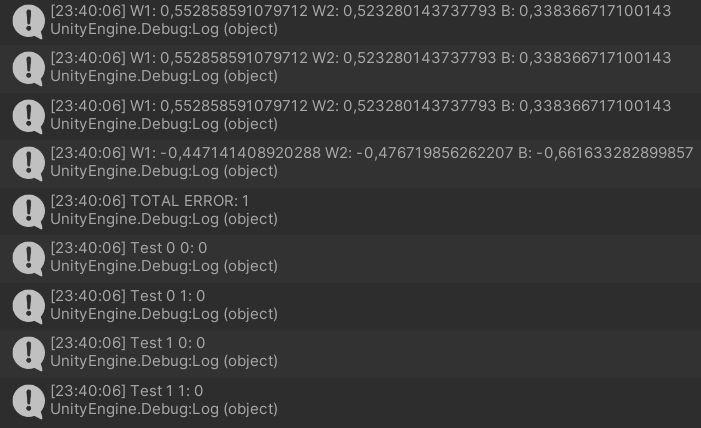 [23:40:06] W1: 0,552858591079712 W2: 0,523280143737793 B: 0,338366717100143
UnityEngine.Debug:Log (object)
[23:40:06] W1: 0,552858591079712 W2: 0,523280143737793 B: 0,338366717100143
UnityEngine.Debug:Log (object)
[23:40:06] W1: 0,552858591079712 W2: 0,523280143737793 B: 0,338366717100143
UnityEngine.Debug:Log (object)
[23:40:06] W1: -0,447141408920288 W2: -0,476719856262207 B: -0,661633282899857
UnityEngine.Debug:Log (object)
[23:40:06] TOTAL ERROR: 1
UnityEngine.Debug:Log (object)
[23:40:06] Test 0 0: 0
UnityEngine.Debug:Log (object)
[23:40:06] Test 0 1: 0
UnityEngine.Debug:Log (object)
[23:40:06] Test 1 0: 0
UnityEngine.Debug:Log (object)
[23:40:06] Test 1 1: 0
UnityEngine.Debug:Log (object)